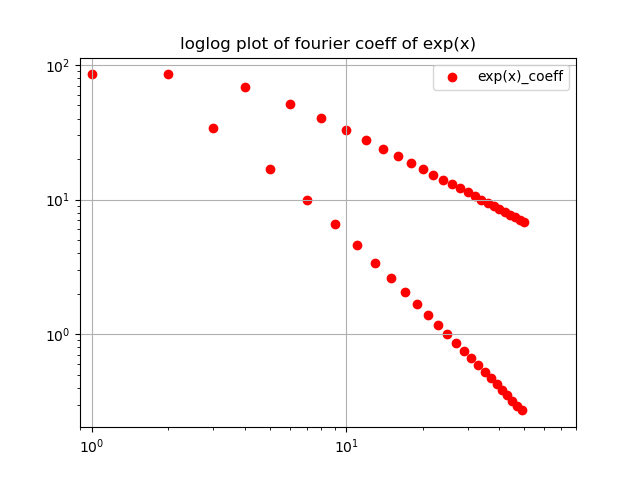 loglog plot of fourier coeff of exp(x)
exp(x)_coeff
10²
10¹
10⁰
10⁰
10¹